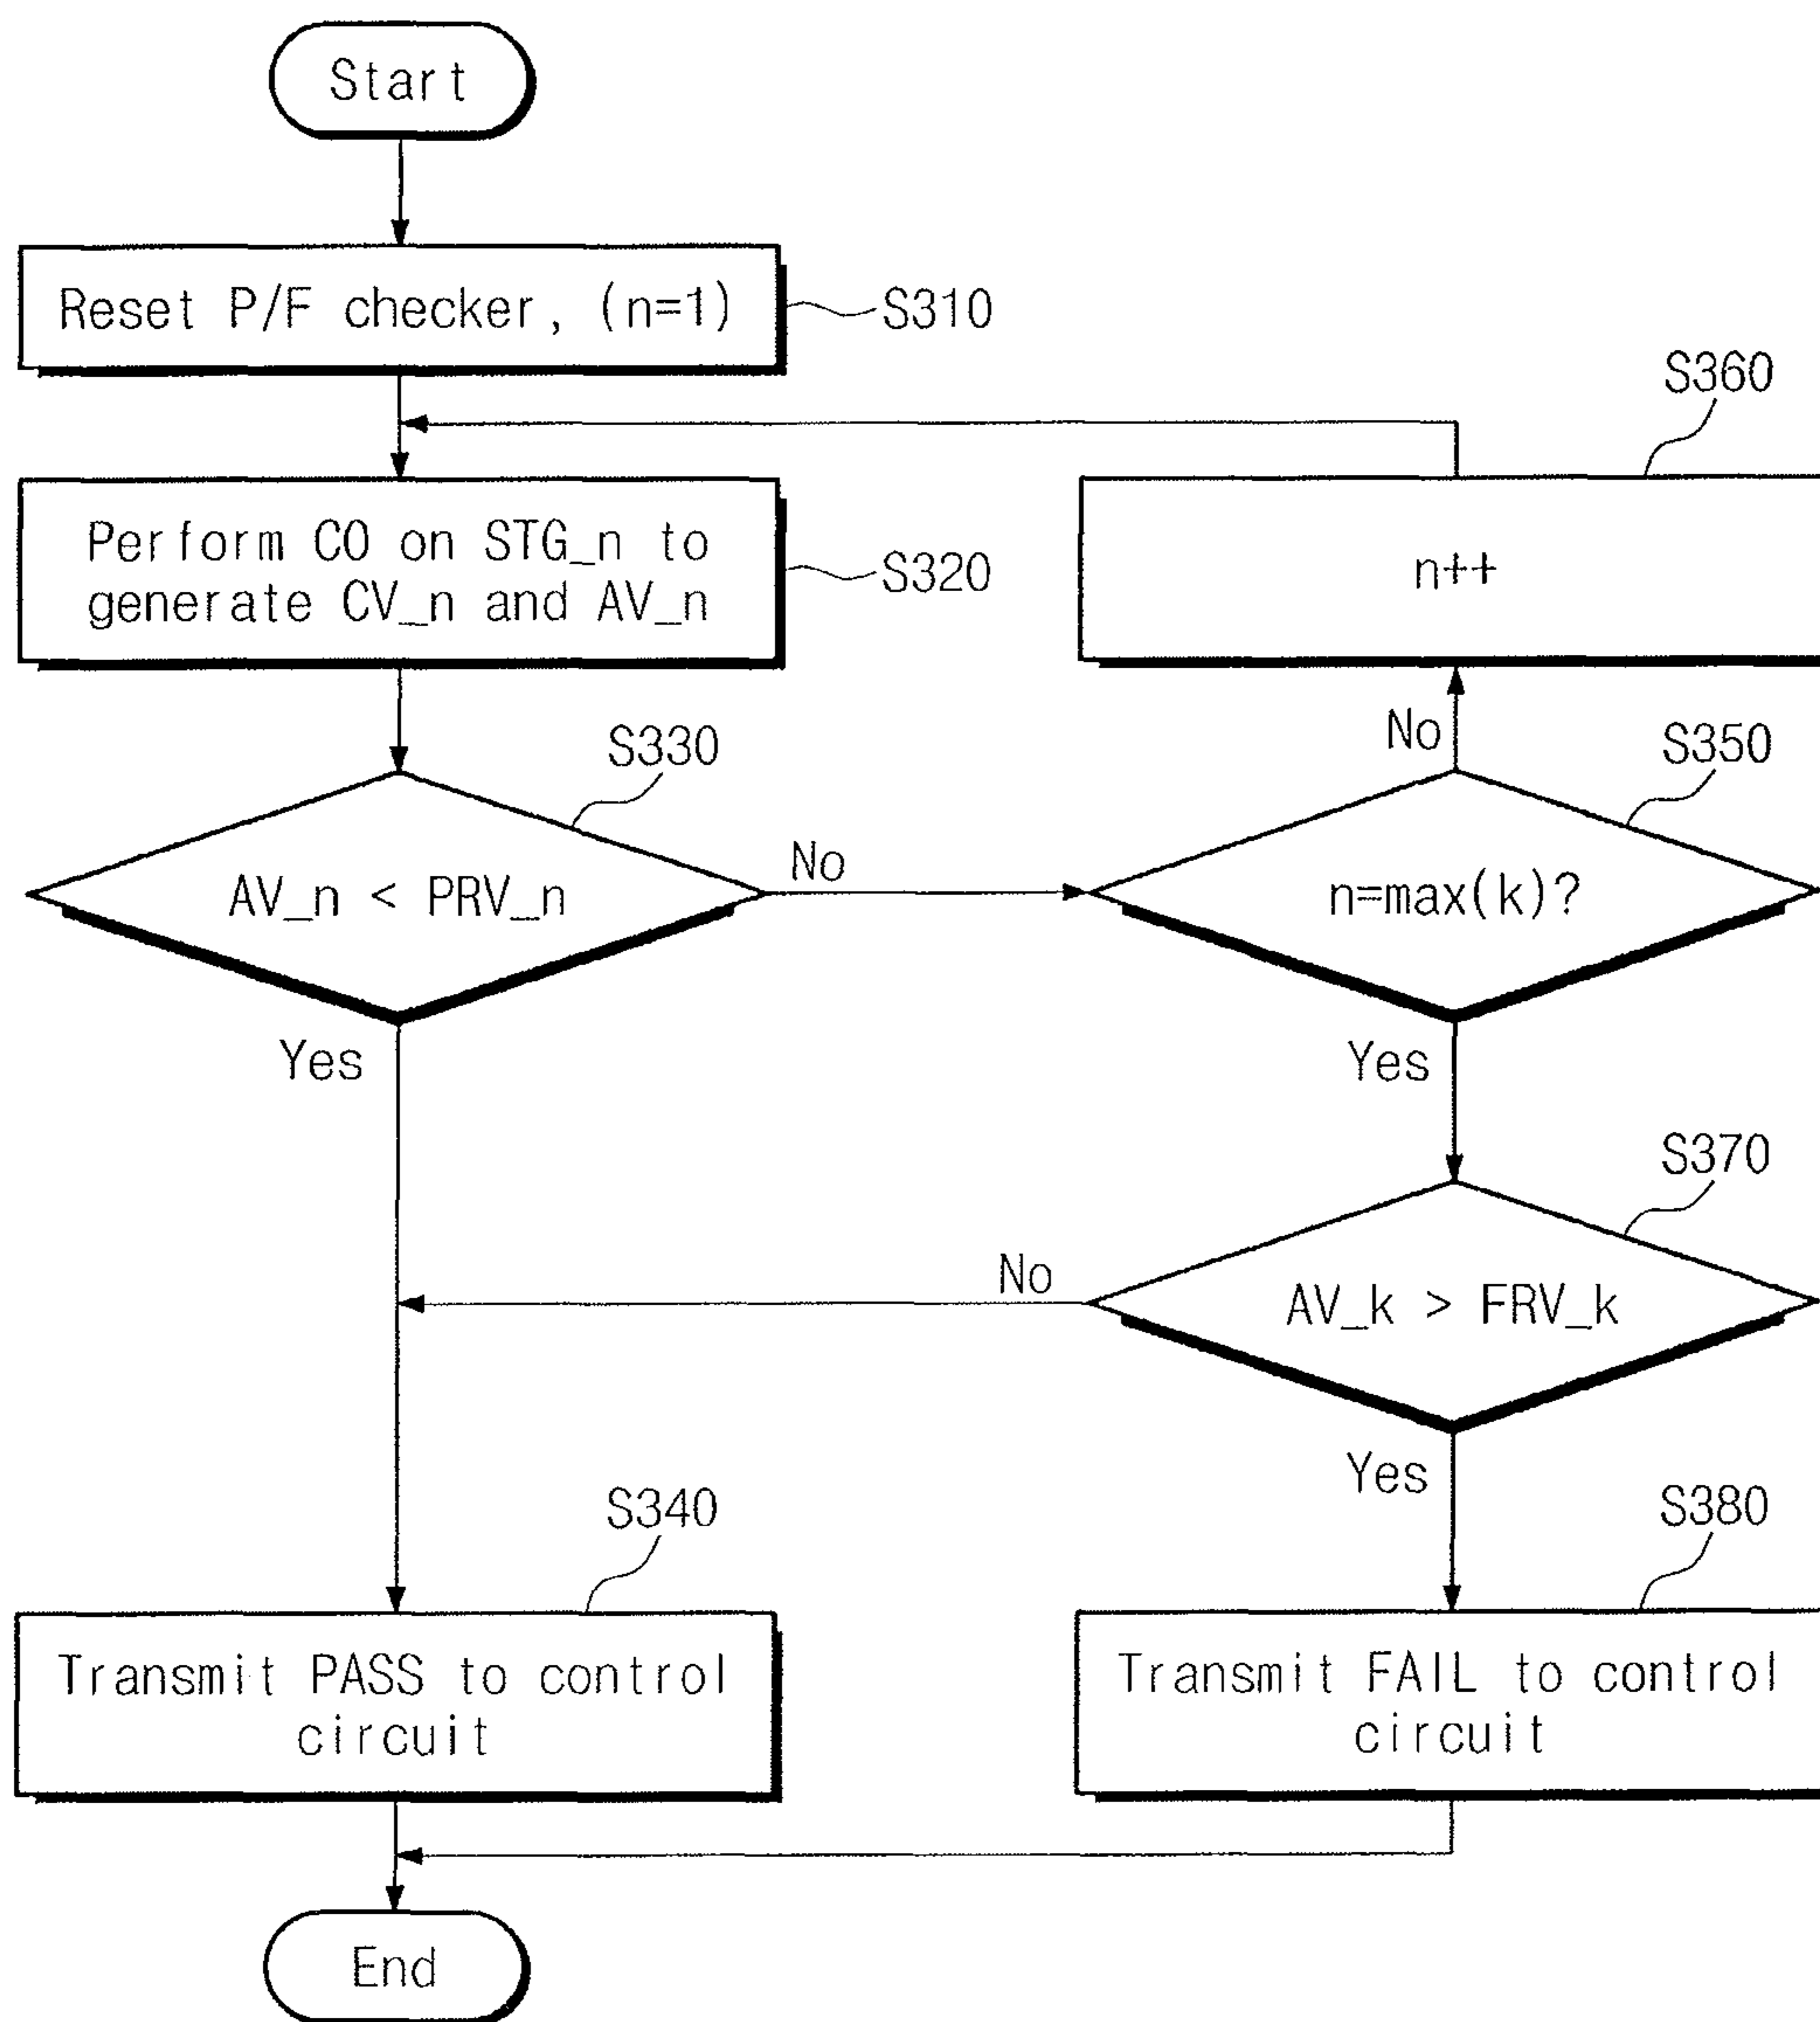 Start
Reset P/F checker, (n=1)
S310
S360
Perform CO on STG_n to
generate CV_n and AV_n
S320
n++
S330
No
S350
AV_n < PRV_n
No
n=max(k)?
Yes
Yes
S370
No
AV_k > FRV_k
Yes
S340
S380
Transmit PASS to control
circuit
Transmit FAIL to control
circuit
End